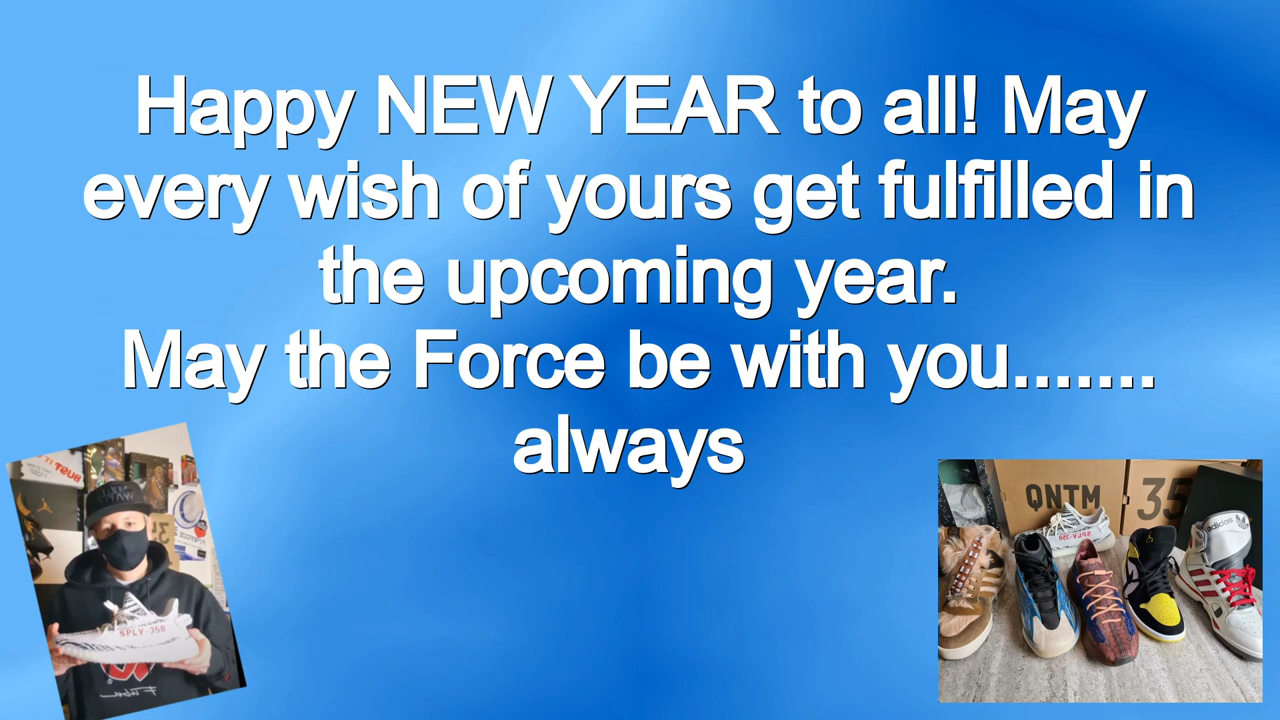 Happy NEW YEAR to all! May
every wish of yours get fulfilled in
the upcoming year.
May the Force be with you.......
always
QNTM
35
SPLY-350
adidas
SPLY-350